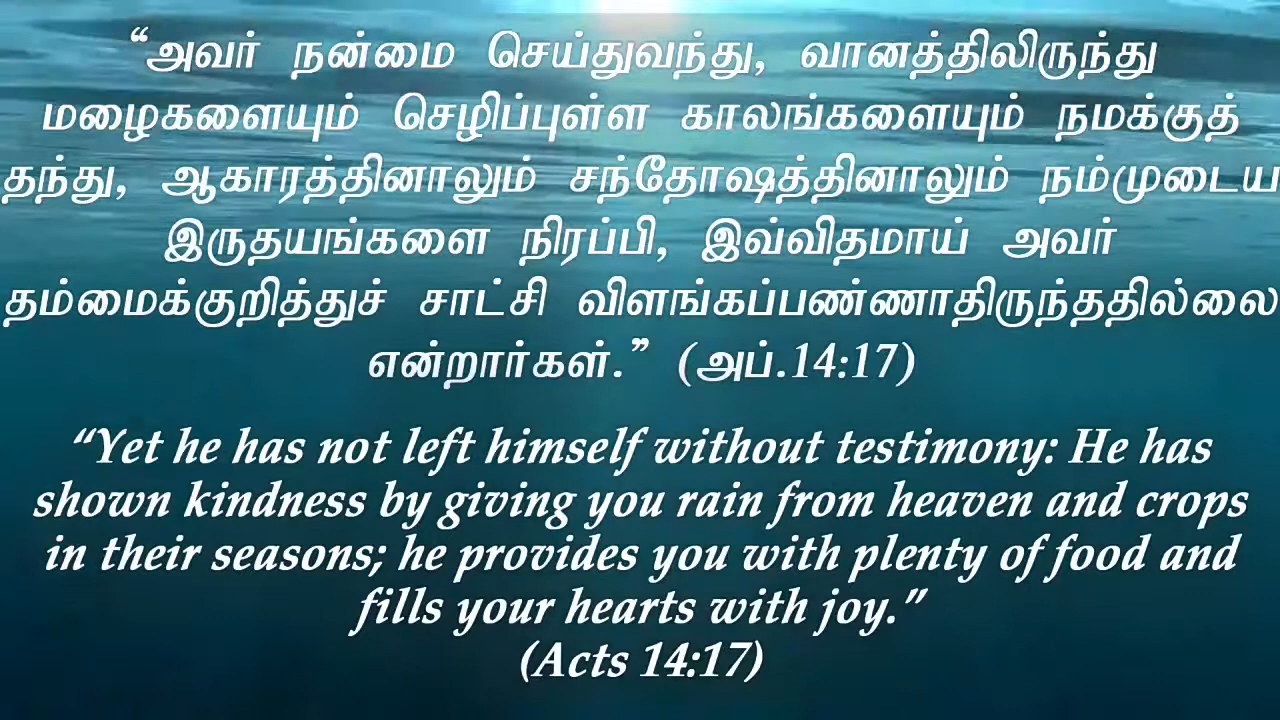 “அவர் நன்மை செய்துவந்து, வானத்திலிருந்து
மழைகளையும் செழிப்புள்ள காலங்களையும் நமக்குத்
தந்து, ஆகாரத்தினாலும் சந்தோஷத்தினாலும் நம்முடைய
இருதயங்களை நிரப்பி, இவ்விதமாய் அவர்
தம்மைக்குறித்துச் சாட்சி விளங்கப்பண்ணாதிருந்ததில்லை
என்றார்கள்.” (அப்.14:17)
“Yet he has not left himself without testimony: He has
shown kindness by giving you rain from heaven and crops
in their seasons; he provides you with plenty of food and
fills your hearts with joy.”
(Acts 14:17)